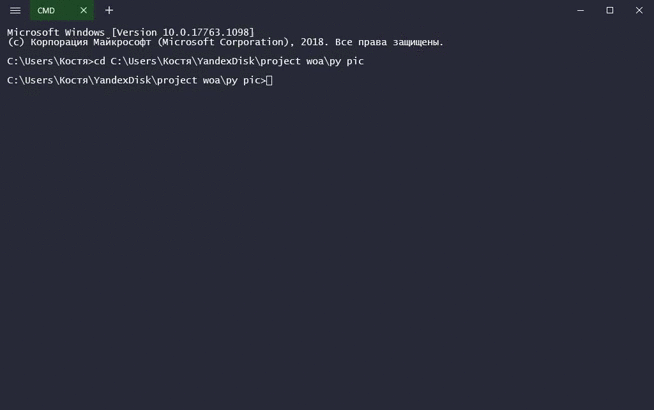 CMD
Microsoft Windows [Version 10.0.17763.1098]
(c) Корпорация Майкрософт (Microsoft Corporation), 2018. Все права защищены.
C:\Users\Костя>cd C:\Users\Костя\YandexDisk\project woa\py pic
C:\Users\Костя\YandexDisk\project woa\py pic>